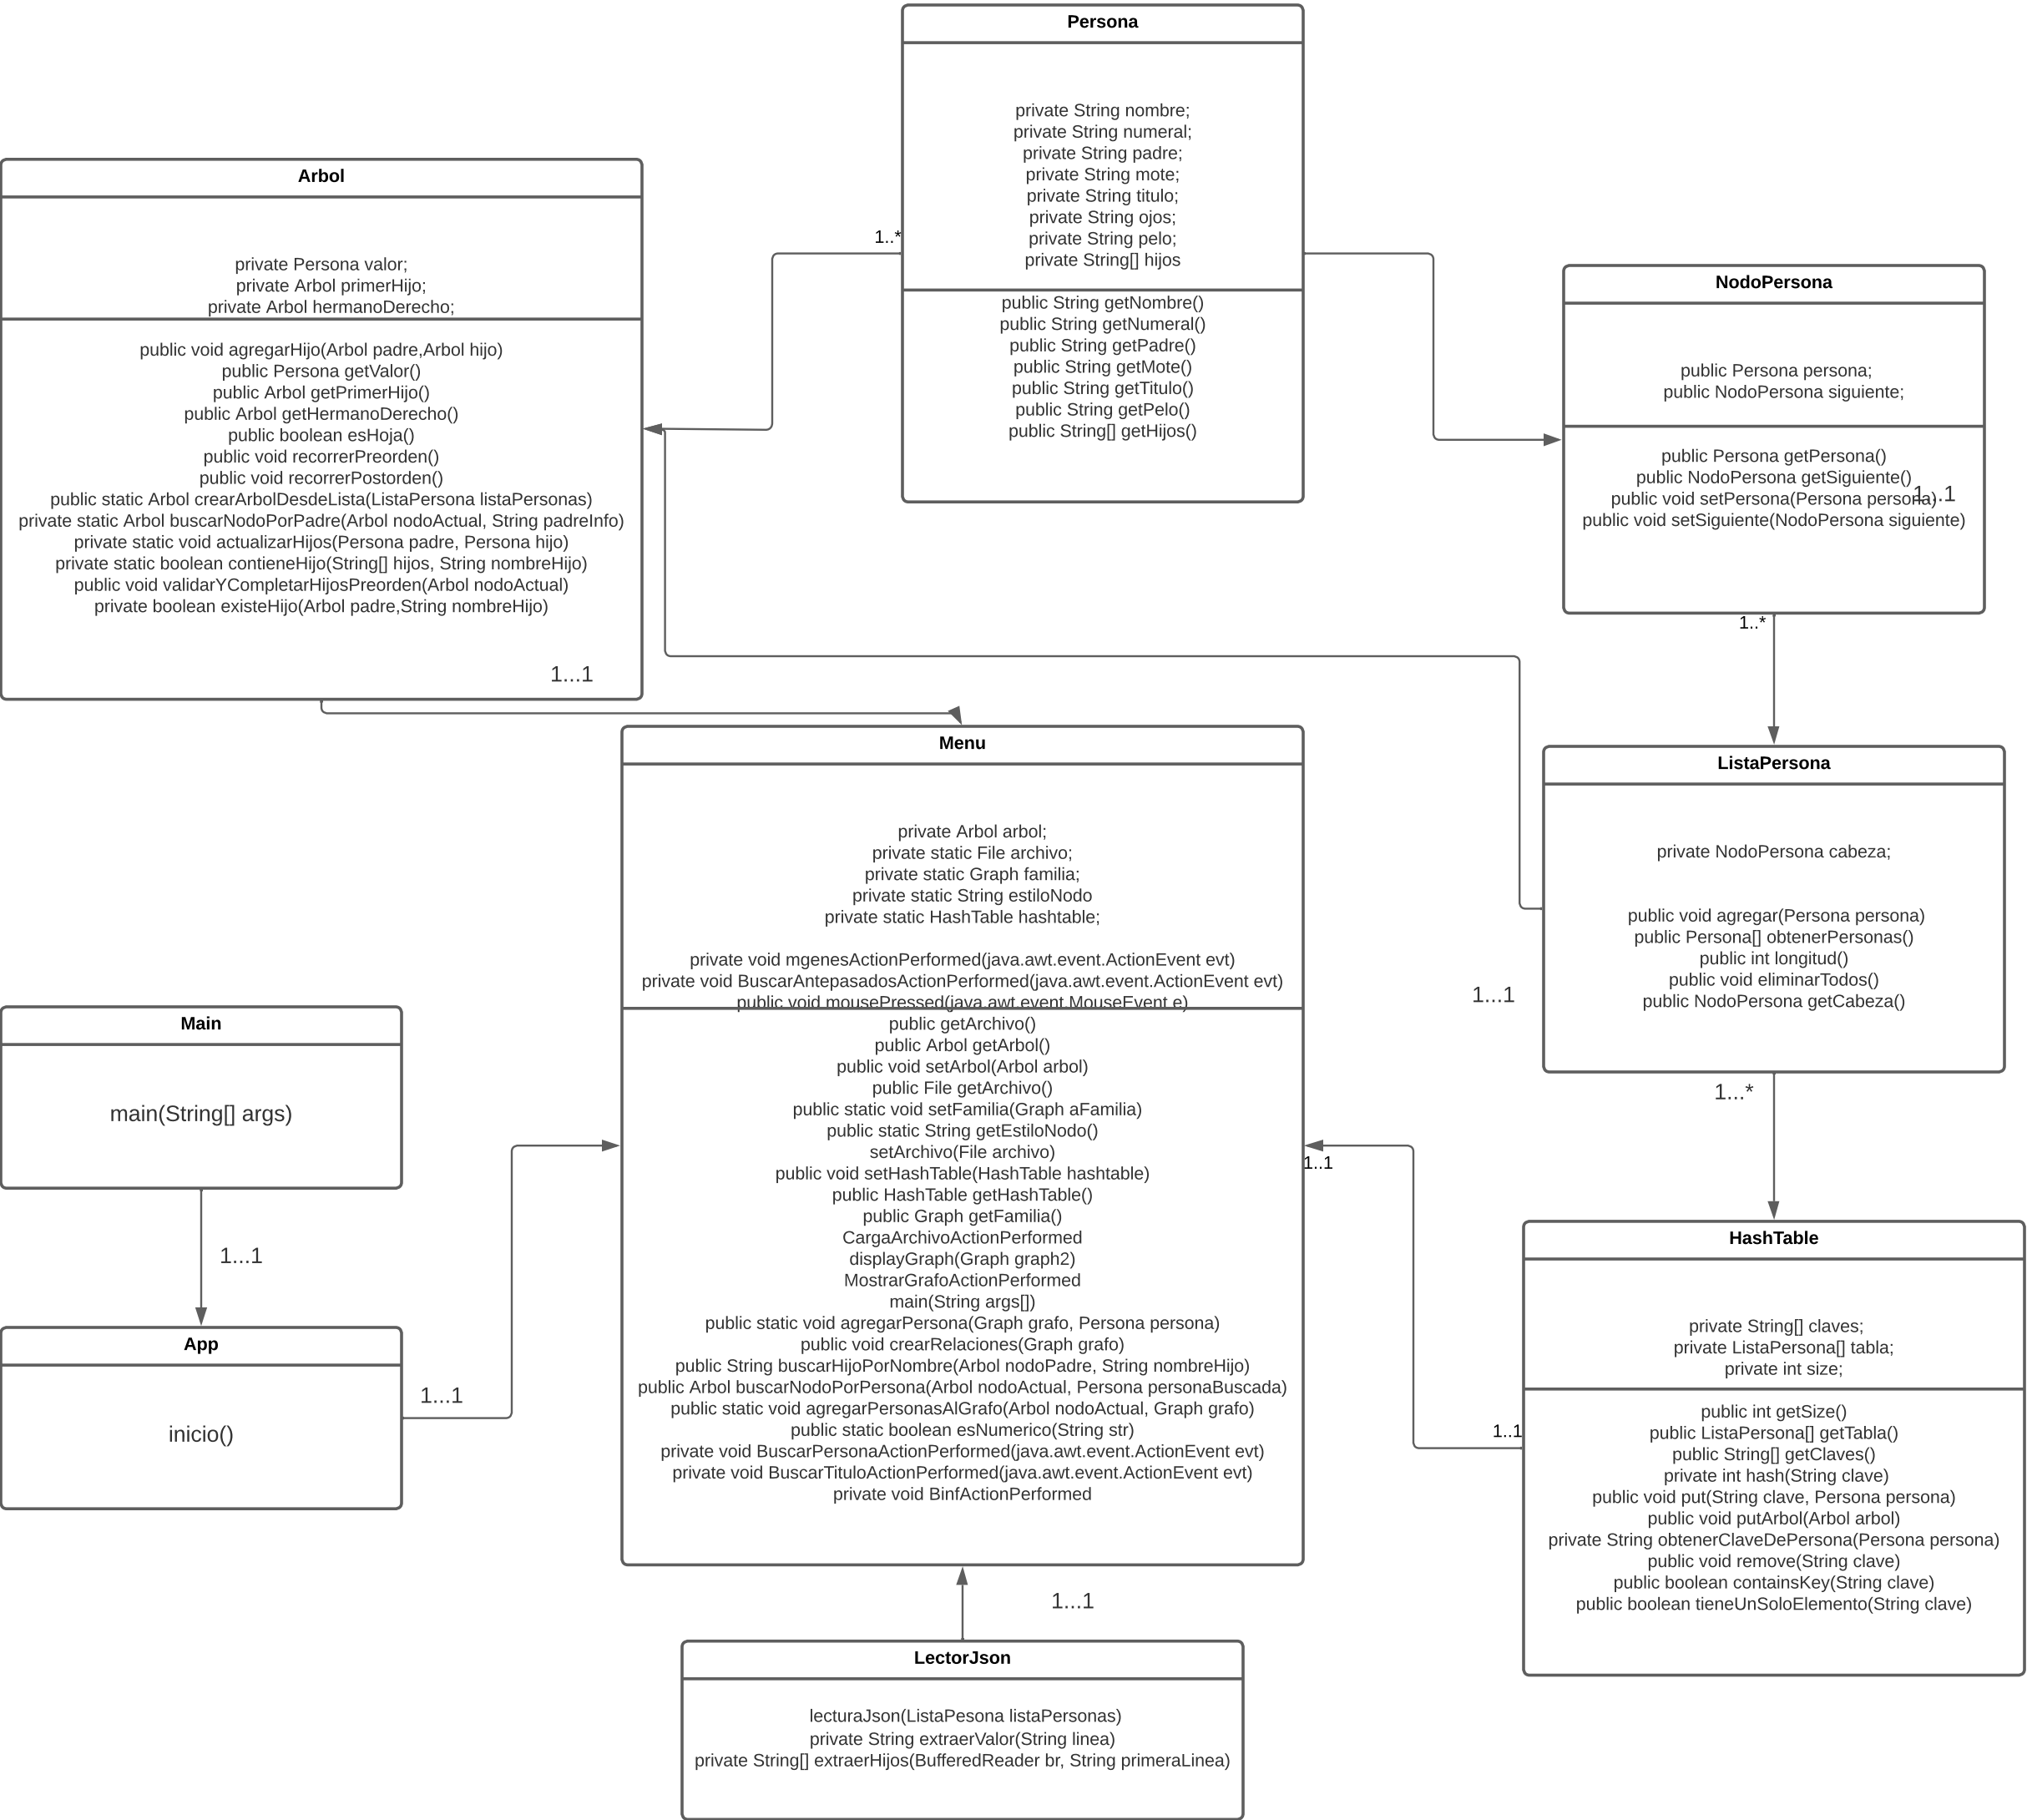 Persona
private String nombre;
private String numeral;
private String padre;
private String mote;
private String titulo;
private String ojos;
private String pelo;
private String[] hijos
public String getNombre()
public String getNumeral()
public String getPadre()
public String getMote()
public String getTitulo()
public String getPelo()
public String[] getHijos()
1..*
Arbol
private Persona valor;
private Arbol primerHijo;
private Arbol hermanoDerecho;
public void agregarHijo(Arbol padre,Arbol hijo)
public Persona getValor()
public Arbol getPrimerHijo()
public Arbol getHermanoDerecho()
public boolean esHoja()
public void recorrerPreorden()
public void recorrerPostorden()
public static Arbol crearArbolDesdeLista(ListaPersona listaPersonas)
private static Arbol buscarNodoPorPadre(Arbol nodoActual, String padreInfo)
private static void actualizarHijos(Persona padre, Persona hijo)
private static boolean contieneHijo(String[] hijos, String nombreHijo)
public void validarYCompletarHijosPreorden(Arbol nodoActual)
private boolean existeHijo(Arbol padre,String nombreHijo)
1...1
NodoPersona
public Persona persona;
public NodoPersona siguiente;
public Persona getPersona()
public NodoPersona getSiguiente()
public void setPersona(Persona persona)
1...1
public void setSiguiente(NodoPersona siguiente)
1..*
Menu
private Arbol arbol;
private static File archivo;
private static Graph familia;
private static String estiloNodo
private static HashTable hashtable;
private void mgenesActionPerformed(java.awt.event.ActionEvent evt)
private void BuscarAntepasadosActionPerformed(java.awt.event.ActionEvent evt)
public void mousePressed(java.awt.event.MouseEvent e)
public getArchivo()
public Arbol getArbol()
public void setArbol(Arbol arbol)
public File getArchivo()
public static void setFamilia(Graph aFamilia)
public static String getEstiloNodo()
setArchivo(File archivo)
public void setHashTable(HashTable hashtable)
public HashTable getHashTable()
public Graph getFamilia()
CargaArchivoActionPerformed
displayGraph(Graph graph2)
MostrarGrafoActionPerformed
main(String args[])
public static void agregarPersona(Graph grafo, Persona persona)
public void crearRelaciones(Graph grafo)
public String buscarHijoPorNombre(Arbol nodoPadre, String nombreHijo)
public Arbol buscarNodoPorPersona(Arbol nodoActual, Persona personaBuscada)
public static void agregarPersonasAlGrafo(Arbol nodoActual, Graph grafo)
public static boolean esNumerico(String str)
private void BuscarPersonaActionPerformed(java.awt.event.ActionEvent evt)
private void BuscarTituloActionPerformed(java.awt.event.ActionEvent evt)
private void BinfActionPerformed
ListaPersona
private NodoPersona cabeza;
public void agregar(Persona persona)
public Persona[] obtenerPersonas()
public int longitud()
public void eliminarTodos()
public NodoPersona getCabeza()
1...1
1...*
1..1
Main
main(String[] args)
1...1
App
inicio()
1...1
HashTable
private String[] claves;
private ListaPersona[] tabla;
private int size;
public int getSize()
public ListaPersona[] getTabla()
public String[] getClaves()
private int hash(String clave)
public void put(String clave, Persona persona)
public void putArbol(Arbol arbol)
private String obtenerClaveDePersona(Persona persona)
public void remove(String clave)
public boolean containsKey(String clave)
public boolean tieneUnSoloElemento(String clave)
1..1
1...1
LectorJson
lecturaJson(ListaPesona listaPersonas)
private String extraerValor(String linea)
private String[] extraerHijos(BufferedReader br, String primeraLinea)